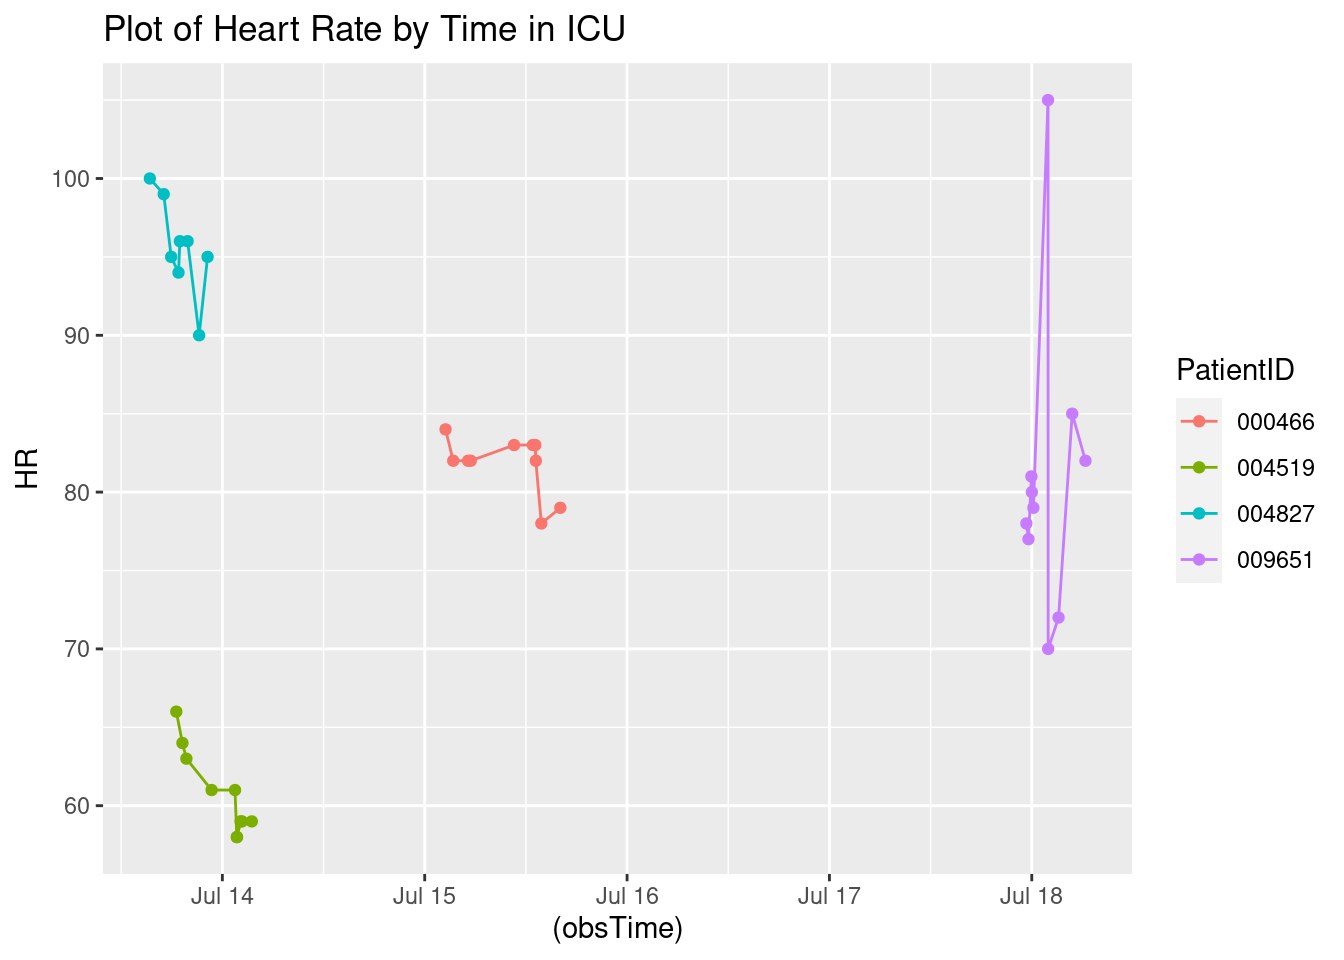 Plot of Heart Rate by Time in ICU
HR
100
90
80
70
60
Jul 14
Jul 15
Jul 16
Jul 17
Jul 18
(obsTime)
PatientID
000466
004519
004827
009651